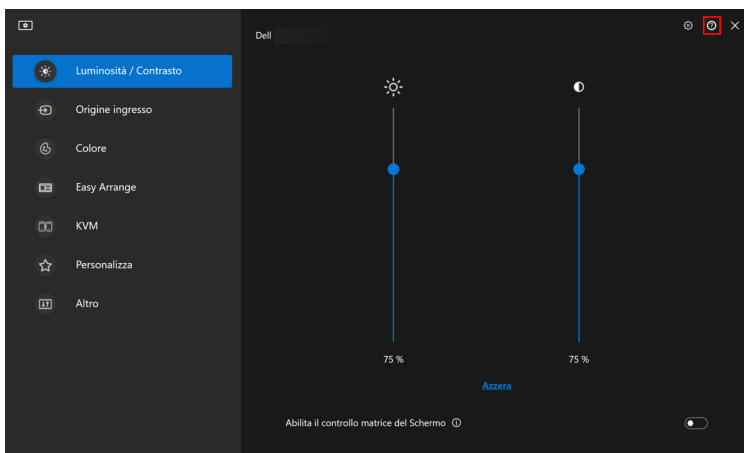 Dell
Luminosità / Contrasto
Origine ingresso
Colore
Easy Arrange
KVM
Personalizza
Altro
75 %
75 %
Azzera
Abilita il controllo matrice del Schermo